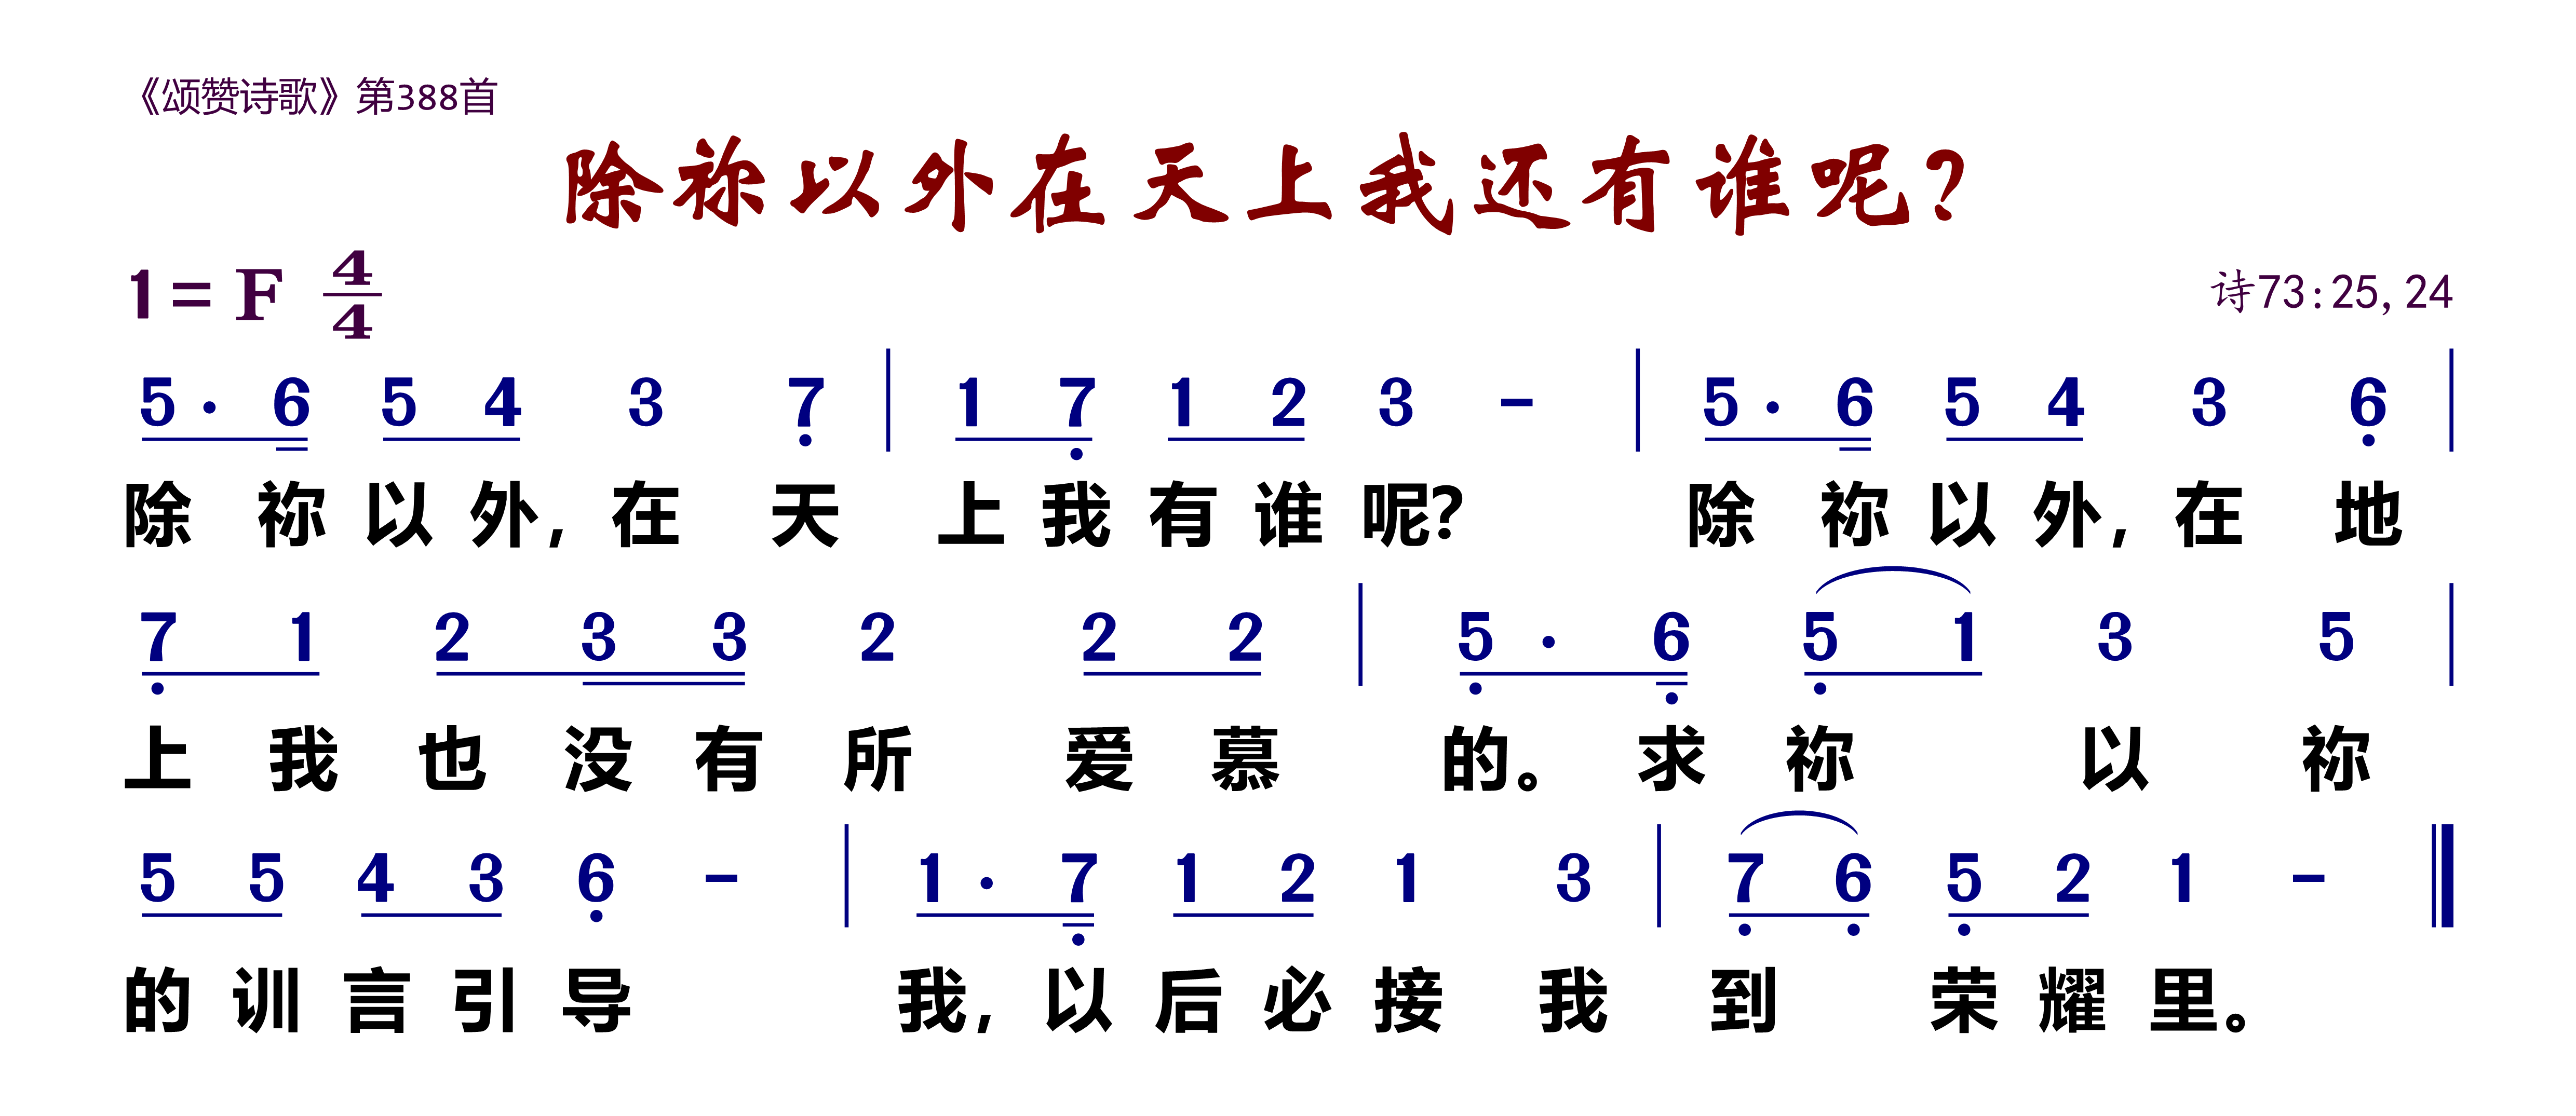 《颂赞诗歌》第388首
除祢以外在天上我还有谁呢?
1= F 4/4
诗73:25,24
5· 6 5 4 3 7 | 1 7 1 2 3 - | 5· 6 5 4 3 6 |
除 祢 以 外, 在 天 上 我 有 谁 呢? 除 祢 以 外, 在 地
7 1 2 3 3 2 2 2 | 5· 6 5 1 3 5 |
上 我 也 没 有 所 爱 慕 的。 求 祢 以 祢
5 5 4 3 6 - | 1· 7 1 2 1 3 | 7 6 5 2 1 - ‖
的 训 言 引 导 我, 以 后 必 接 我 到 荣 耀 里。